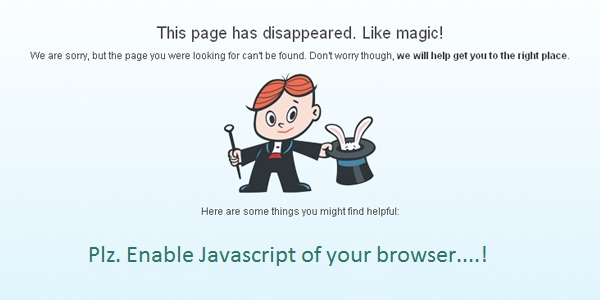 This page has disappeared. Like magic!
We are sorry, but the page you were looking for can't be found. Don't worry though, we will help get you to the right place.
Here are some things you might find helpful:
Plz. Enable Javascript of your browser....!